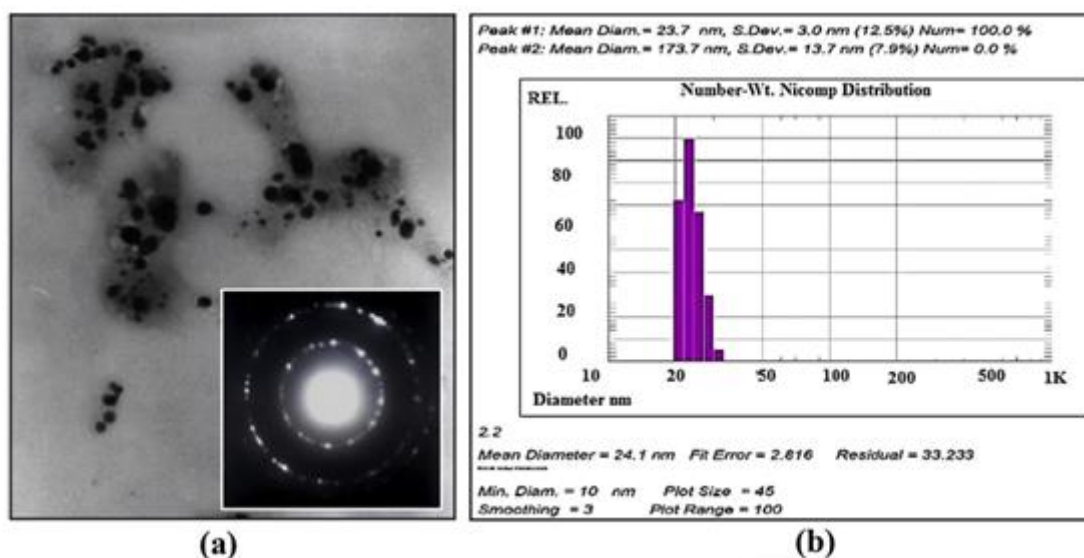 Peak #1: Mean Diam.= 23.7 nm, S.Dev.= 3.0 nm (12.5%) Num= 100.0 %
Peak #2: Mean Diam.= 173.7 nm, S.Dev.= 13.7 nm (7.9%) Num= 0.0 %
Number-Wt. Nicomp Distribution
REL.
100
80
60
40
20
0
10 20 50 100 200 500 1K
Diameter nm
2.2
Mean Diameter = 24.1 nm Fit Error = 2.816 Residual = 33.233
Min. Diam. = 10 nm Plot Size = 45
Smoothing = 3 Plot Range = 100
(a) (b)